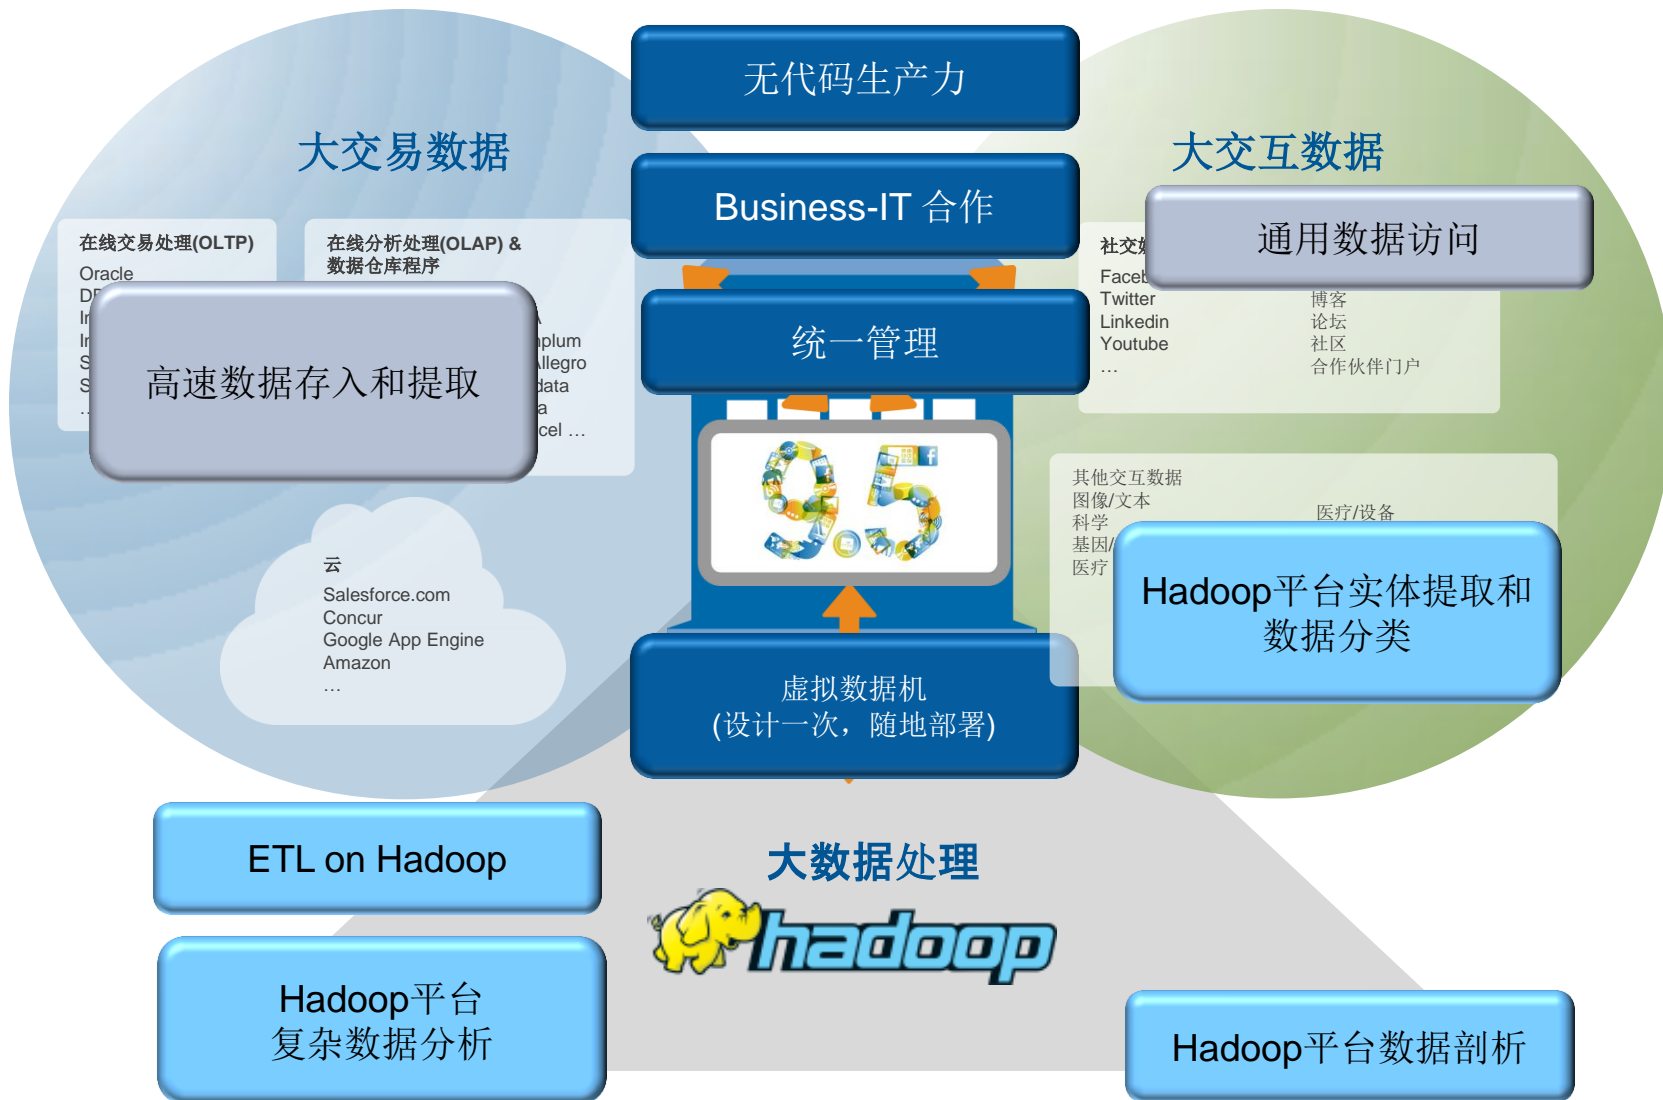 无代码生产力
大交易数据
大交互数据
Business-IT 合作
通用数据访问
在线交易处理(OLTP)
Oracle
在线分析处理(OLAP) &
数据仓库程序
高速数据存入和提取
cel …
统一管理
Twitter
Linkedin
Youtube
…
博客
论坛
社区
合作伙伴门户
9.5
云
Salesforce.com
Concur
Google App Engine
Amazon
…
其他交互数据
图像/文本
科学
基因/
医疗
医疗/设备
Hadoop平台实体提取和
数据分类
虚拟数据机
(设计一次，随地部署)
ETL on Hadoop
大数据处理
hadoop
Hadoop平台
复杂数据分析
Hadoop平台数据剖析